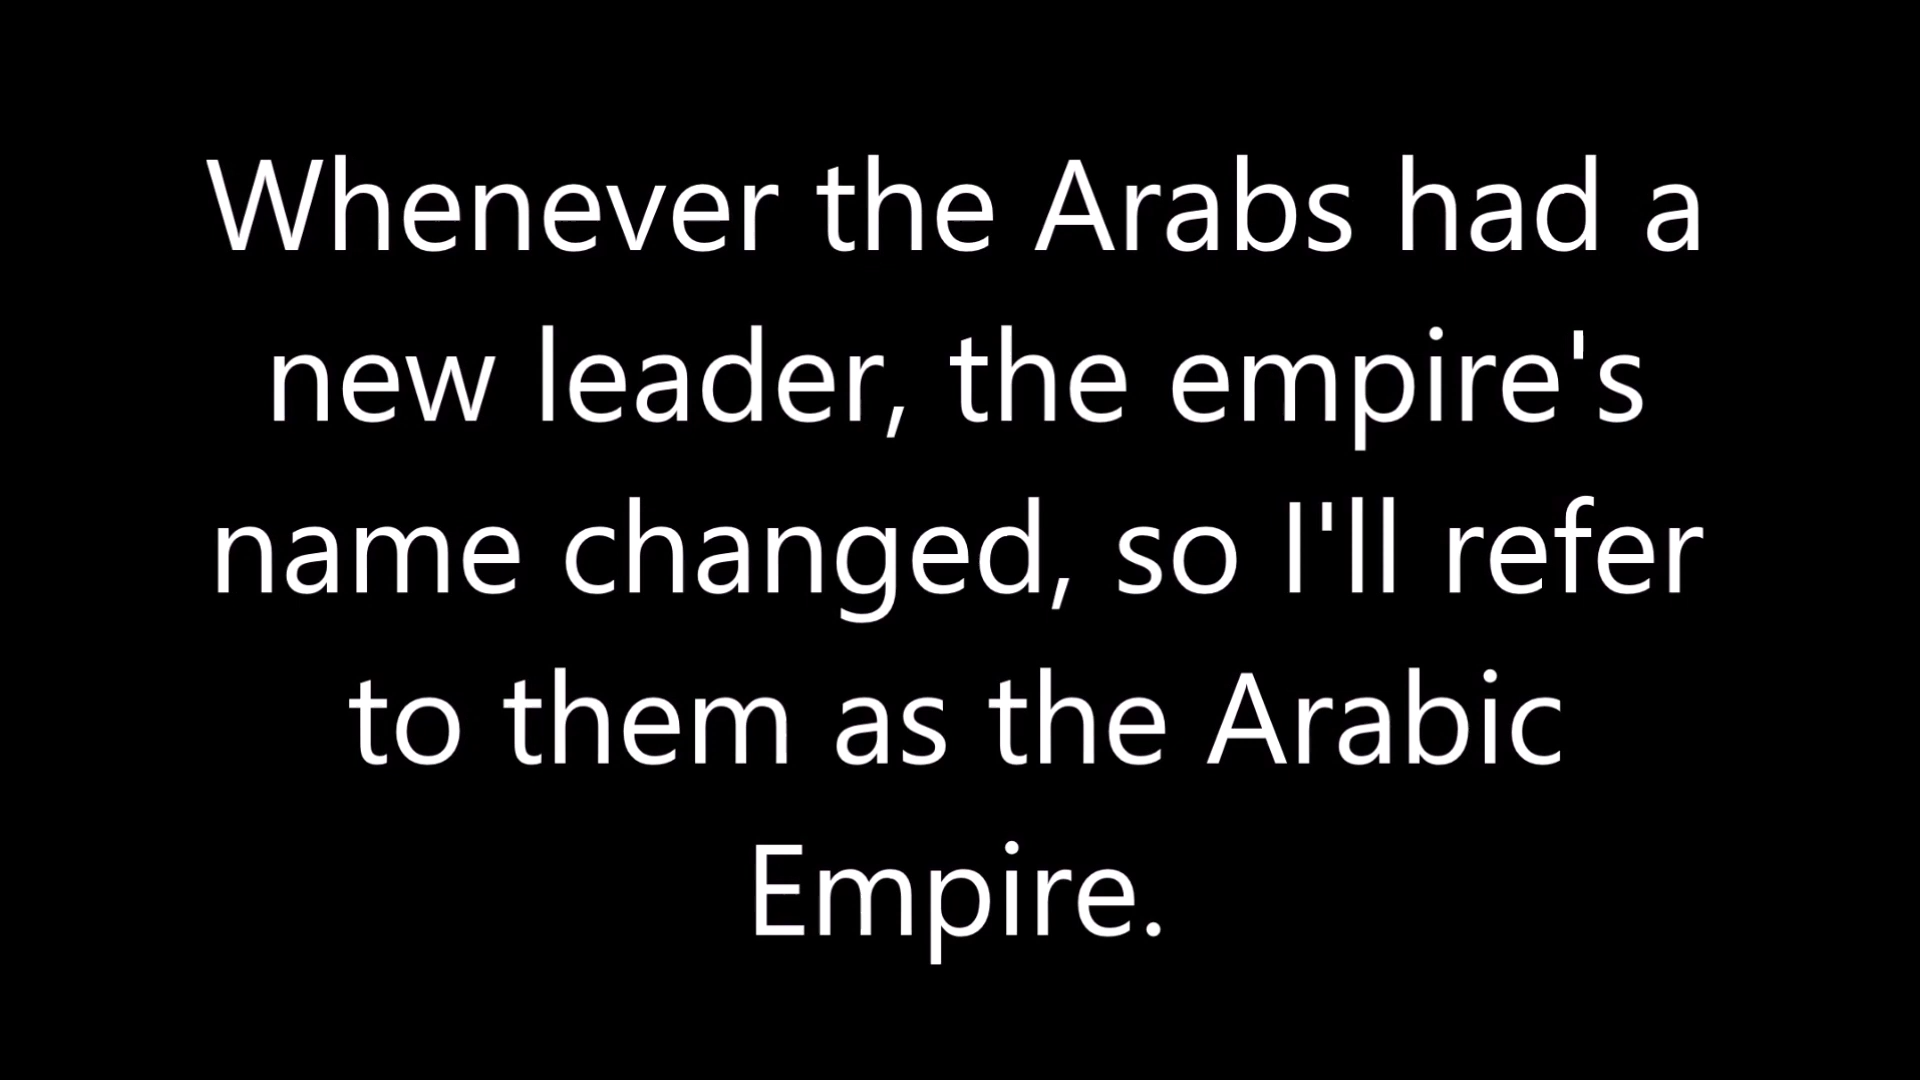 Whenever the Arabs had a
new leader, the empire's
name changed, so I'll refer
to them as the Arabic
Empire.